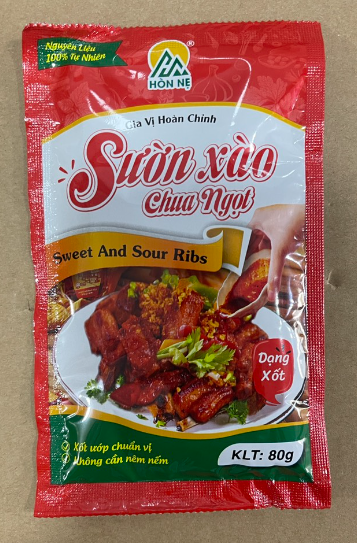 Nguyên Liệu
100% Tự Nhiên
HÒN NẸ
Gia Vị Hoàn Chỉnh
Sườn xào
Chua Ngọt
Sweet And Sour Ribs
Dạng
Xốt
Xốt ướp chuẩn vị
Không cần nêm nếm
KLT: 80g